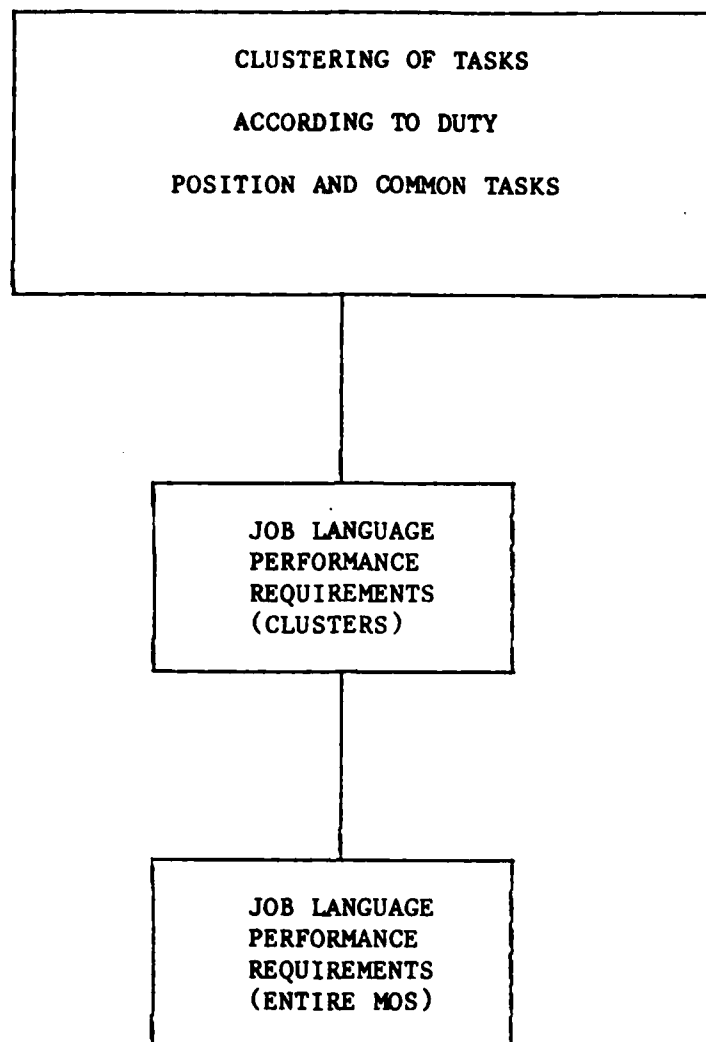 CLUSTERING OF TASKS
ACCORDING TO DUTY
POSITION AND COMMON TASKS
JOB LANGUAGE
PERFORMANCE
REQUIREMENTS
(CLUSTERS)
JOB LANGUAGE
PERFORMANCE
REQUIREMENTS
(ENTIRE MOS)